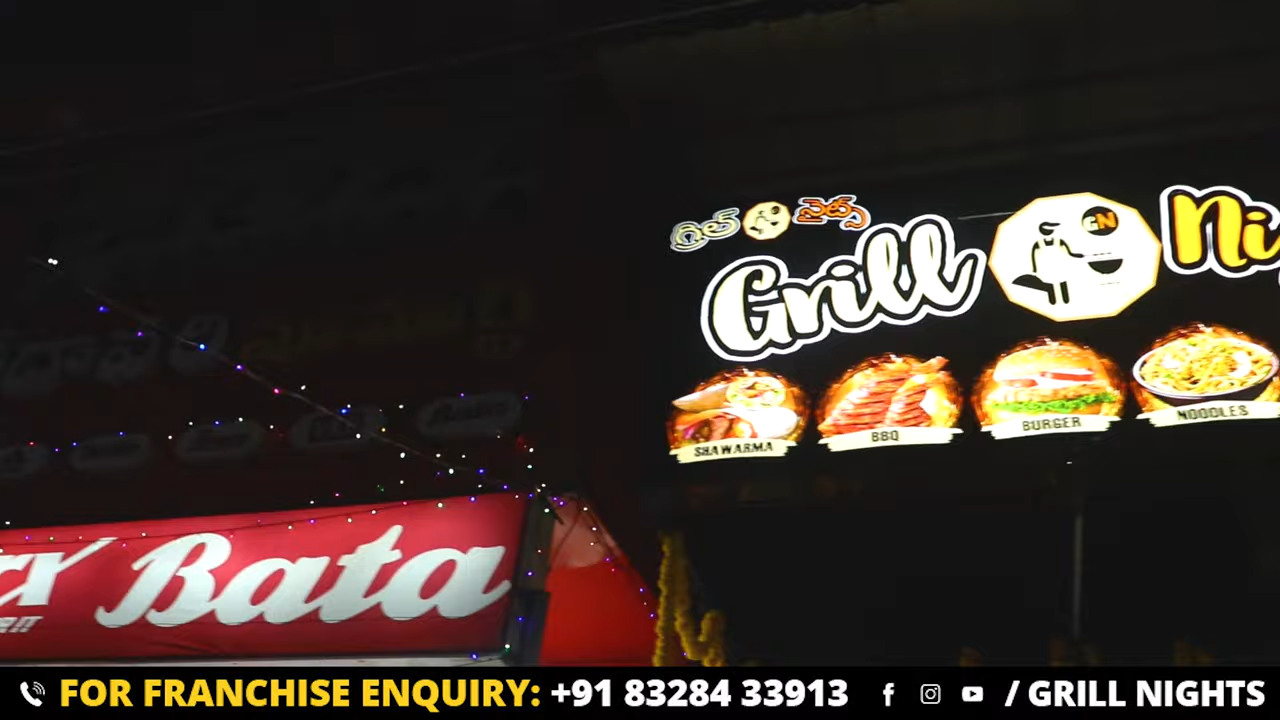 గ్రిల్ నైట్స్
GN
Grill Ni
SHAWARMA
BBQ
BURGER
NOODLES
Bata
FOR FRANCHISE ENQUIRY: +91 83284 33913 / GRILL NIGHTS